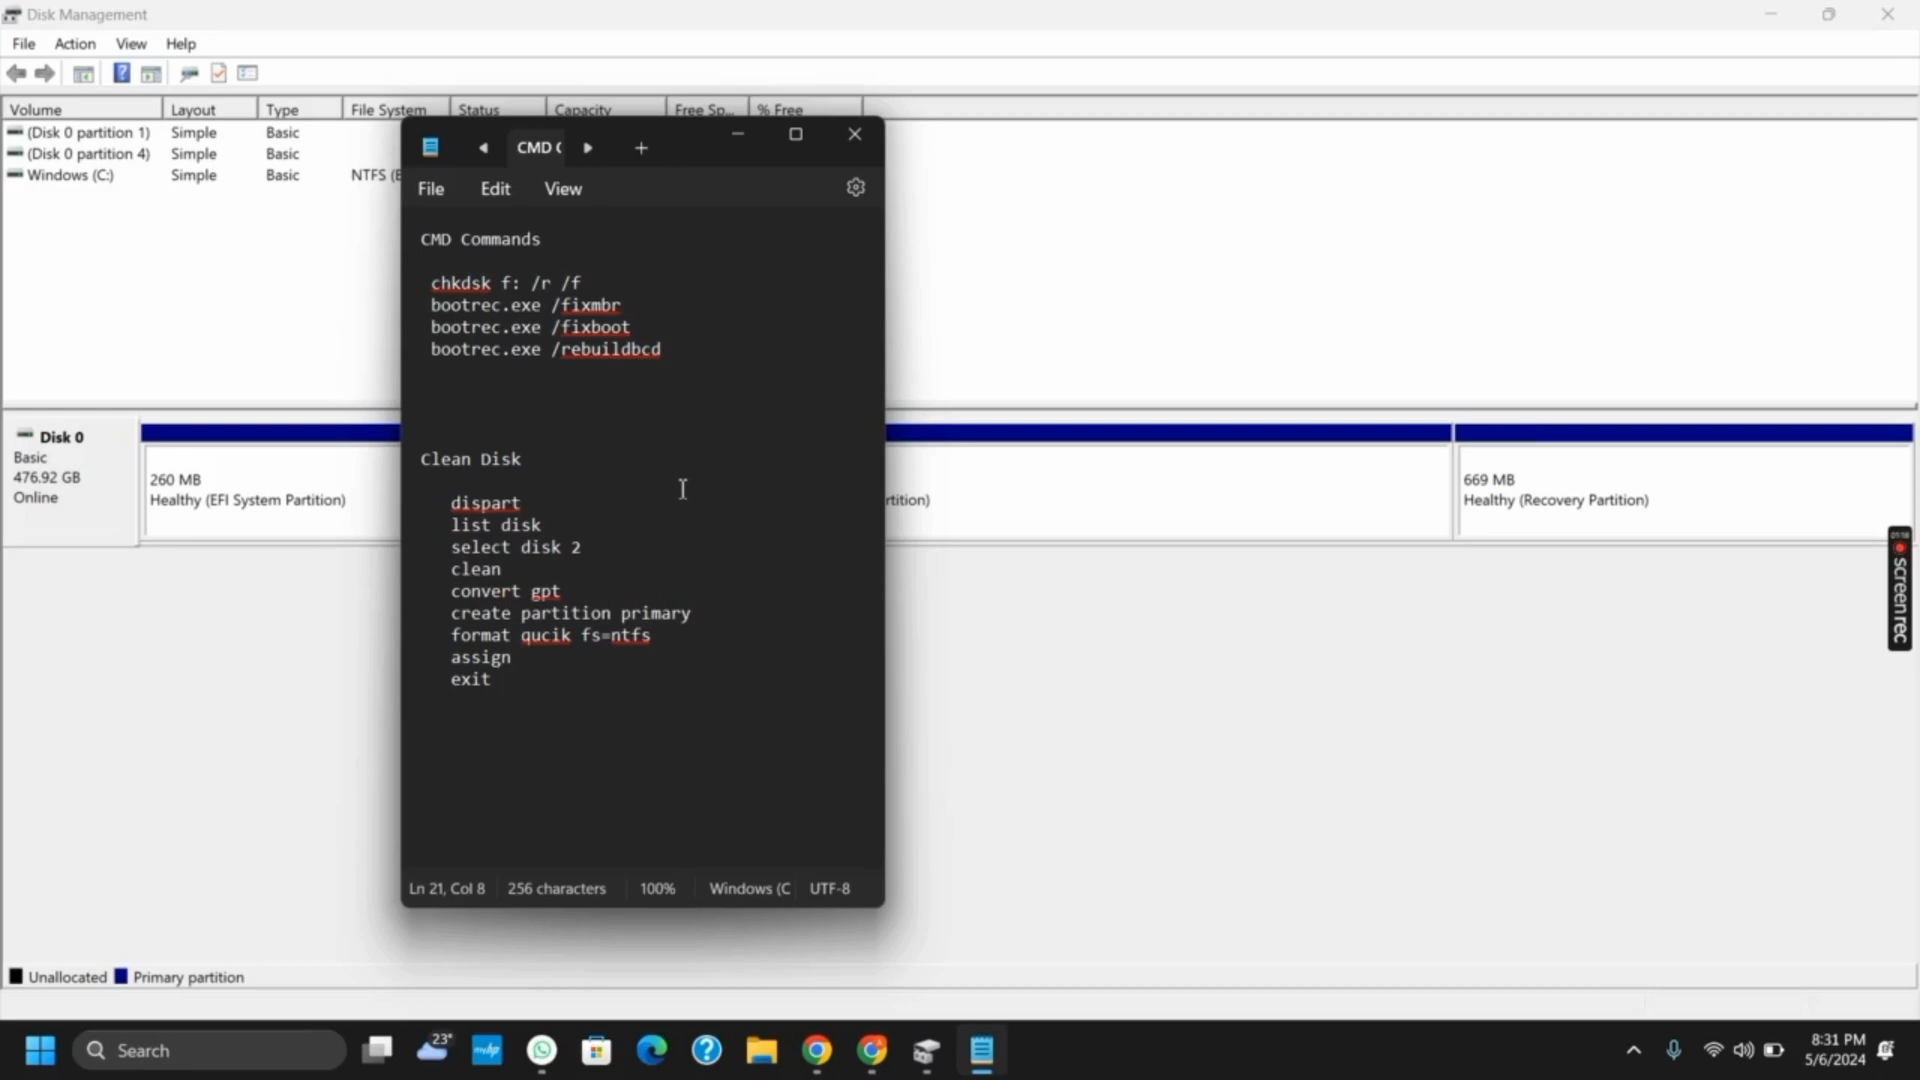 Disk Management
File Action View Help
Volume Layout Type File System Status Capacity Free Sp... % Free
(Disk 0 partition 1) Simple Basic
(Disk 0 partition 4) Simple Basic
Windows (C:) Simple Basic NTFS (B
CMD C
File Edit View
CMD Commands
chkdsk f: /r /f
bootrec.exe /fixmbr
bootrec.exe /fixboot
bootrec.exe /rebuildbcd
Clean Disk
dispart
list disk
select disk 2
clean
convert gpt
create partition primary
format qucik fs=ntfs
assign
exit
Ln 21, Col 8 256 characters 100% Windows (C UTF-8
Disk 0
Basic
476.92 GB
Online
260 MB
Healthy (EFI System Partition)
rtition)
669 MB
Healthy (Recovery Partition)
screenrec
Unallocated Primary partition
Search
23°
myhp
8:31 PM
5/6/2024